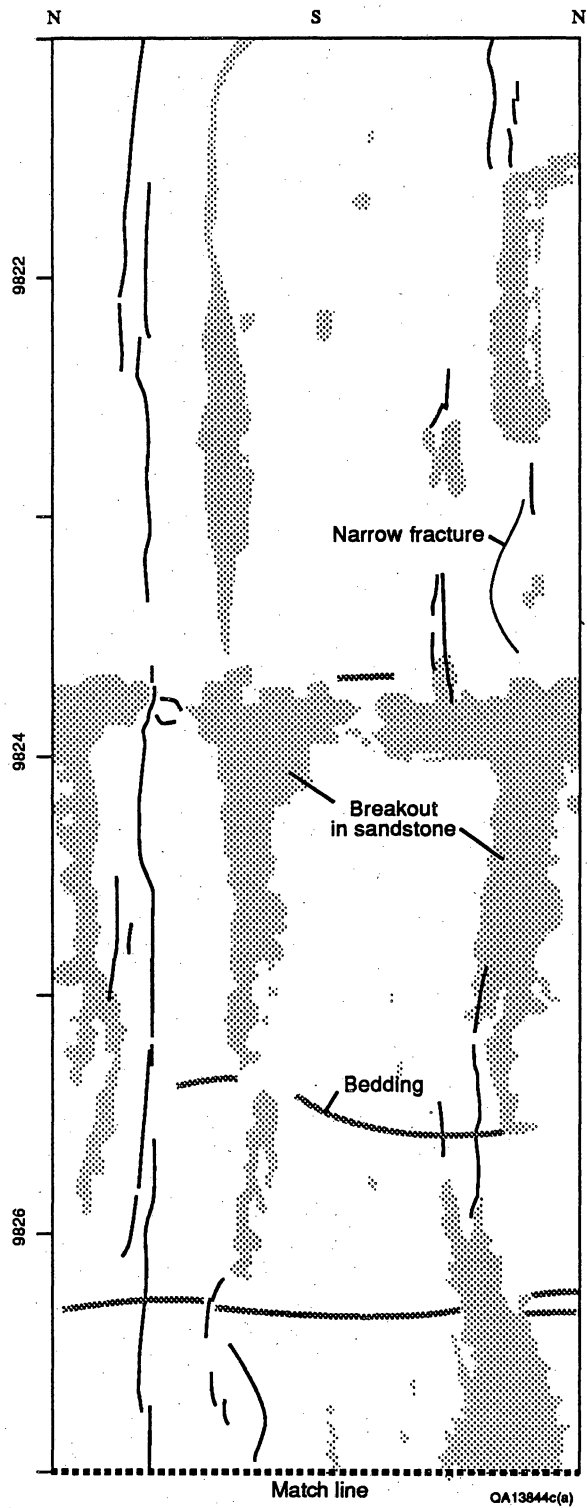 N S N
9822
Narrow fracture
9824
Breakout
in sandstone
Bedding
9826
Match line
QA13844c(a)